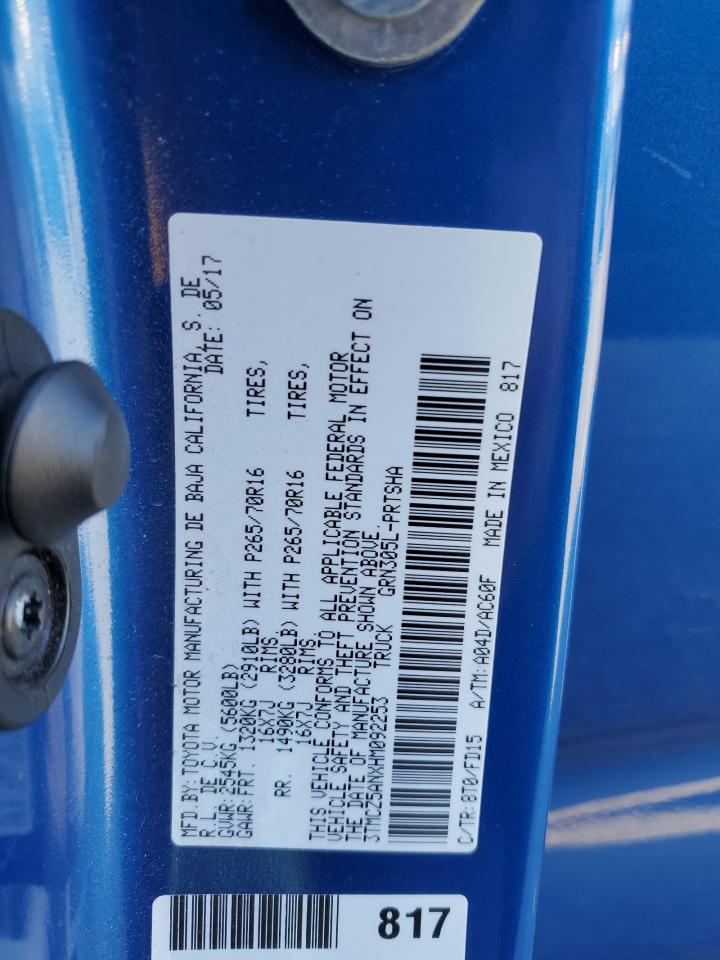 MFD.BY:TOYOTA MOTOR MANUFACTURING DE BAJA CALIFORNIA, S. DE
R.L. DE C.V. DATE: 05/17
GVWR:2545KG (5600LB)
GAWR:FRT. 1320KG (2910LB) WITH P265/70R16 TIRES,
16X7J RIMS,
RR. 1490KG (3280LB) WITH P265/70R16 TIRES,
16X7J RIMS
THIS VEHICLE CONFORMS TO ALL APPLICABLE FEDERAL MOTOR
VEHICLE SAFETY AND THEFT PREVENTION STANDARDS IN EFFECT ON
THE DATE OF MANUFACTURE SHOWN ABOVE.
3TMCZ5ANXHM092253 TRUCK GRN305L-PRTSHA
C/TR:8T0/FD15 A/TM:A04D/AC60F MADE IN MEXICO 817
817